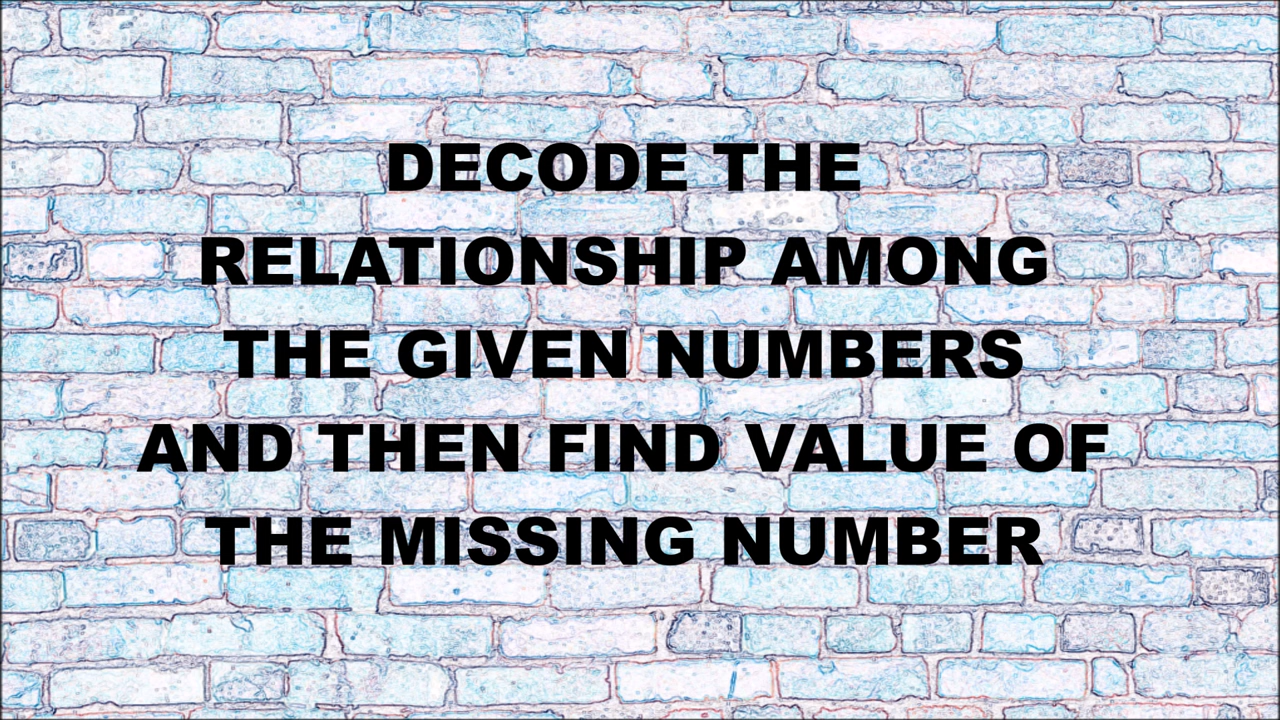 DECODE THE
RELATIONSHIP AMONG
THE GIVEN NUMBERS
AND THEN FIND VALUE OF
THE MISSING NUMBER